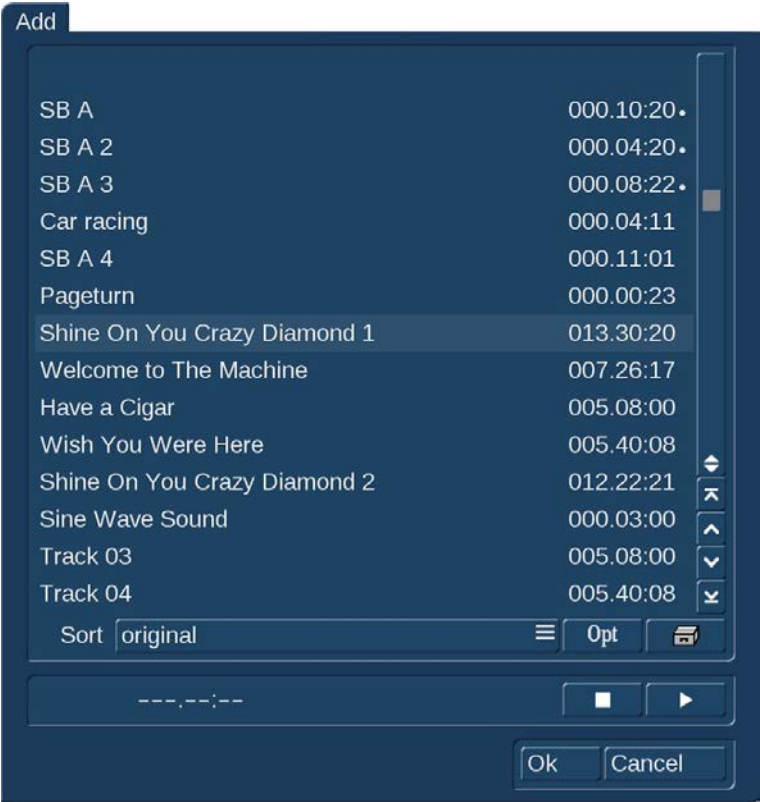 Add
SB A 000.10:20
SB A 2 000.04:20
SB A 3 000.08:22
Car racing 000.04:11
SB A 4 000.11:01
Pageturn 000.00:23
Shine On You Crazy Diamond 1 013.30:20
Welcome to The Machine 007.26:17
Have a Cigar 005.08:00
Wish You Were Here 005.40:08
Shine On You Crazy Diamond 2 012.22:21
Sine Wave Sound 000.03:00
Track 03 005.08:00
Track 04 005.40:08
Sort original Opt
---.--:--
Ok Cancel